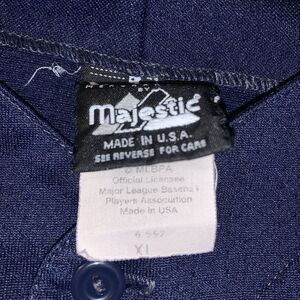 BY
Majestic
MADE IN U.S.A.
SEE REVERSE FOR CARE
© MLBPA
Official Licensee
Major League Baseball
Players Association
Made in USA
XL